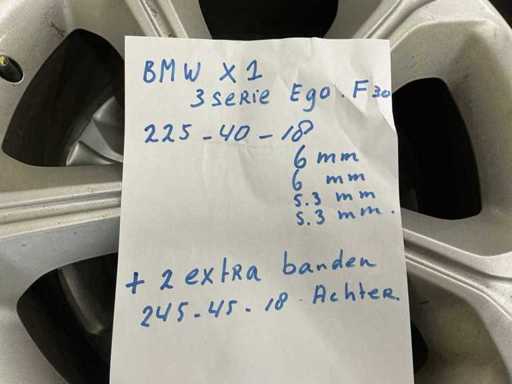 BMW X1
3 serie Ego. F30
225-40-18
6 mm
6 mm
5.3 mm
5.3 mm.
+ 2 extra banden
245-45-18. Achter.